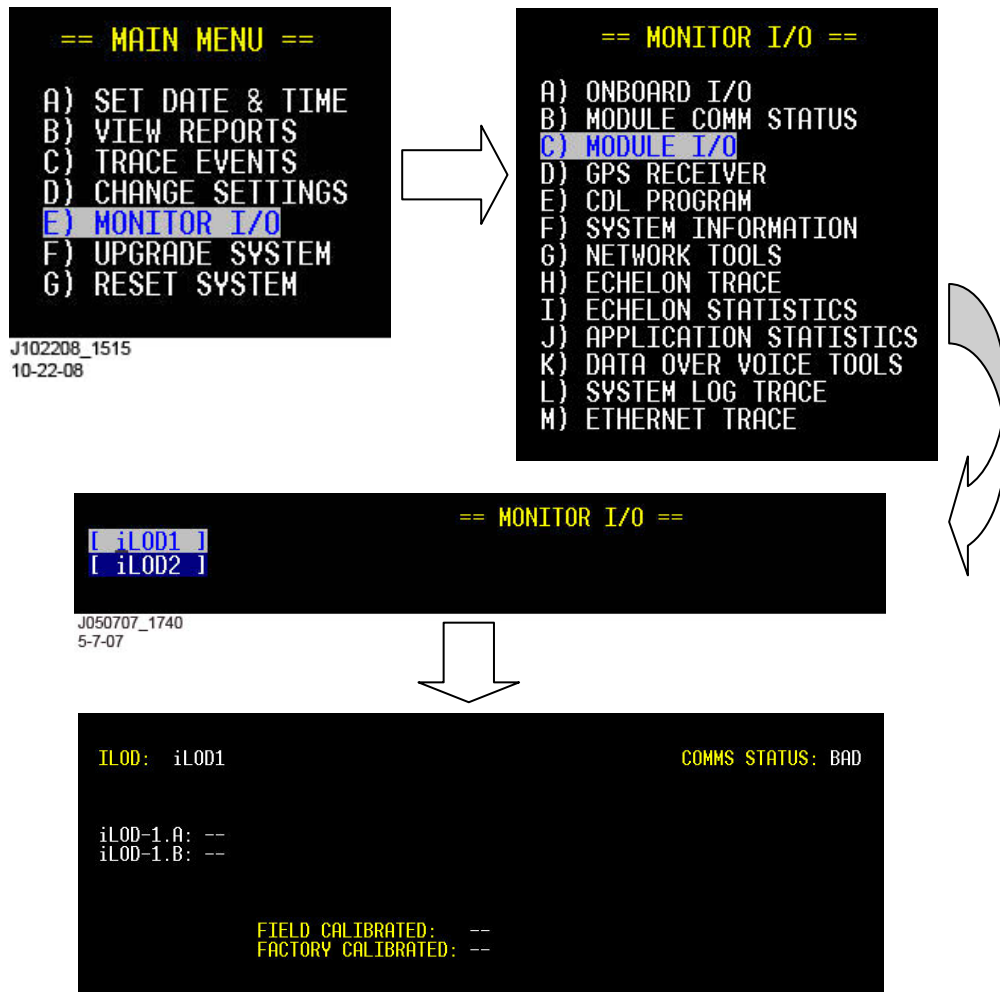 == MAIN MENU ==
A) SET DATE & TIME
B) VIEW REPORTS
C) TRACE EVENTS
D) CHANGE SETTINGS
E) MONITOR I/O
F) UPGRADE SYSTEM
G) RESET SYSTEM
J102208_1515
10-22-08
== MONITOR I/O ==
A) ONBOARD I/O
B) MODULE COMM STATUS
C) MODULE I/O
D) GPS RECEIVER
E) CDL PROGRAM
F) SYSTEM INFORMATION
G) NETWORK TOOLS
H) ECHELON TRACE
I) ECHELON STATISTICS
J) APPLICATION STATISTICS
K) DATA OVER VOICE TOOLS
L) SYSTEM LOG TRACE
M) ETHERNET TRACE
== MONITOR I/O ==
[ iLOD1 ]
[ iLOD2 ]
J050707_1740
5-7-07
ILOD: iLOD1 COMMS STATUS: BAD
iLOD-1.A: --
iLOD-1.B: --
FIELD CALIBRATED: --
FACTORY CALIBRATED: --